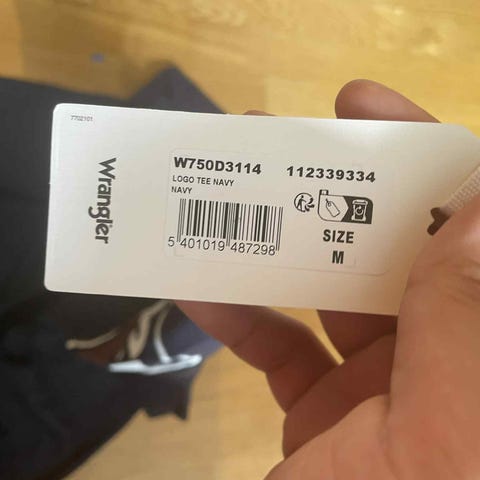 7702101
Wrangler
W750D3114 112339334
LOGO TEE NAVY
NAVY
5 401019 487298
SIZE
M